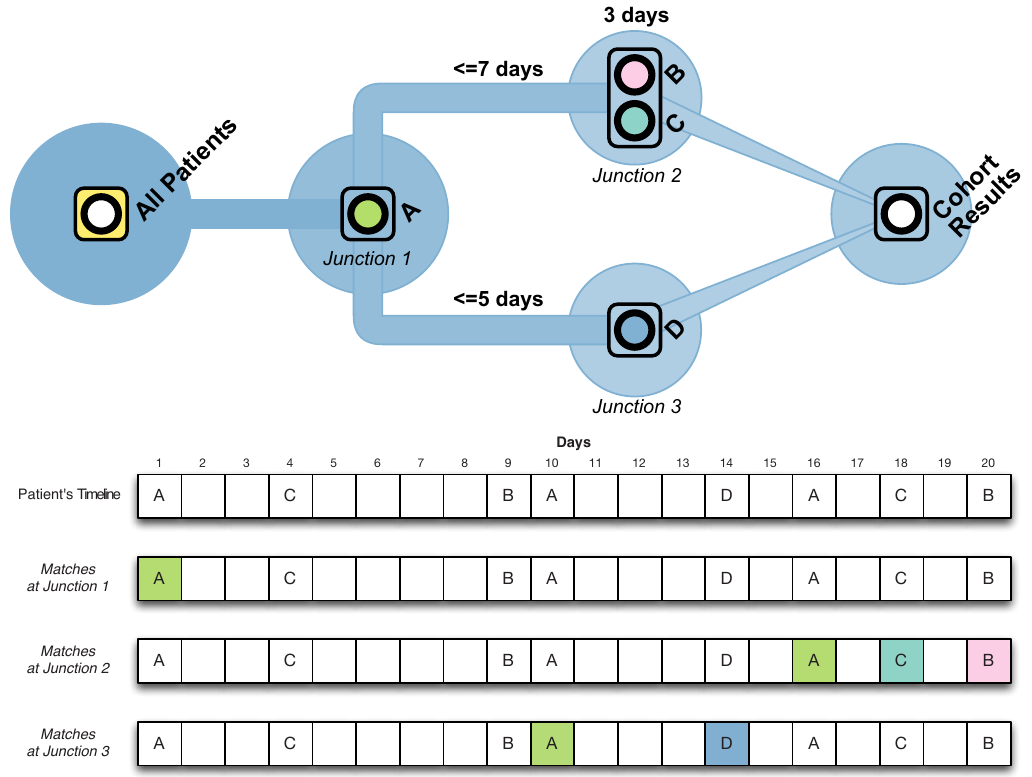 3 days
<=7 days
B
C
Junction 2
All Patients
A
Junction 1
Cohort
Results
<=5 days
D
Junction 3
Days
1 2 3 4 5 6 7 8 9 10 11 12 13 14 15 16 17 18 19 20
Patient's Timeline A C B A D A C B
Matches
at Junction 1
A C B A D A C B
Matches
at Junction 2
A C B A D A C B
Matches
at Junction 3
A C B A D A C B